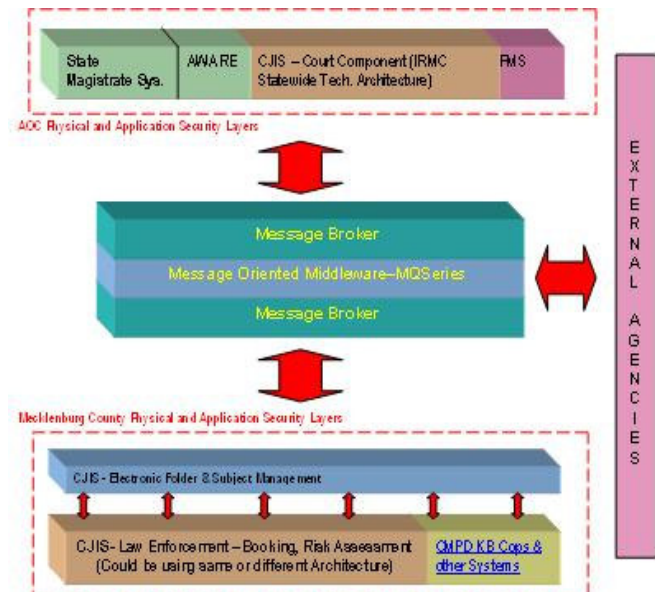 State
Magistrate Sys.
AWARE
CJIS – Court Component (IRMC
Statewide Tech. Architecture)
FMS
AOC Physical and Application Security Layers
Message Broker
Message Oriented Middleware–MQSeries
Message Broker
EXTERNAL AGENCIES
Mecklenburg County Physical and Application Security Layers
CJIS - Electronic Folder & Subject Management
CJIS- Law Enforcement – Booking, Risk Assessment
(Could be using same or different Architecture)
CMPD KB Cops &
other Systems